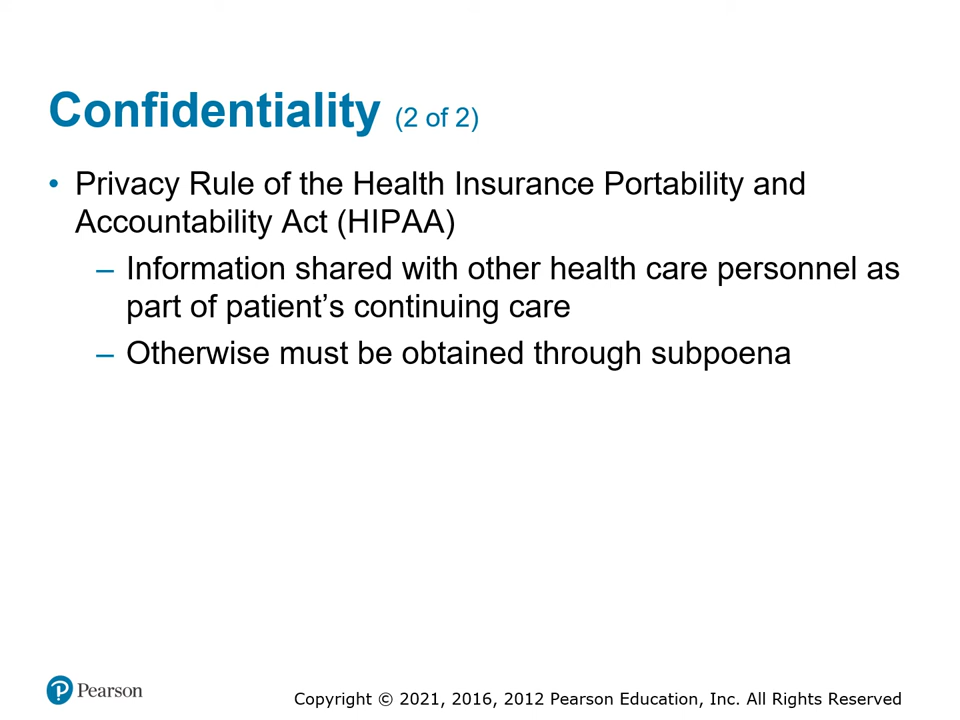 Confidentiality (2 of 2)
• Privacy Rule of the Health Insurance Portability and
Accountability Act (HIPAA)
– Information shared with other health care personnel as
part of patient’s continuing care
– Otherwise must be obtained through subpoena
Pearson
Copyright © 2021, 2016, 2012 Pearson Education, Inc. All Rights Reserved